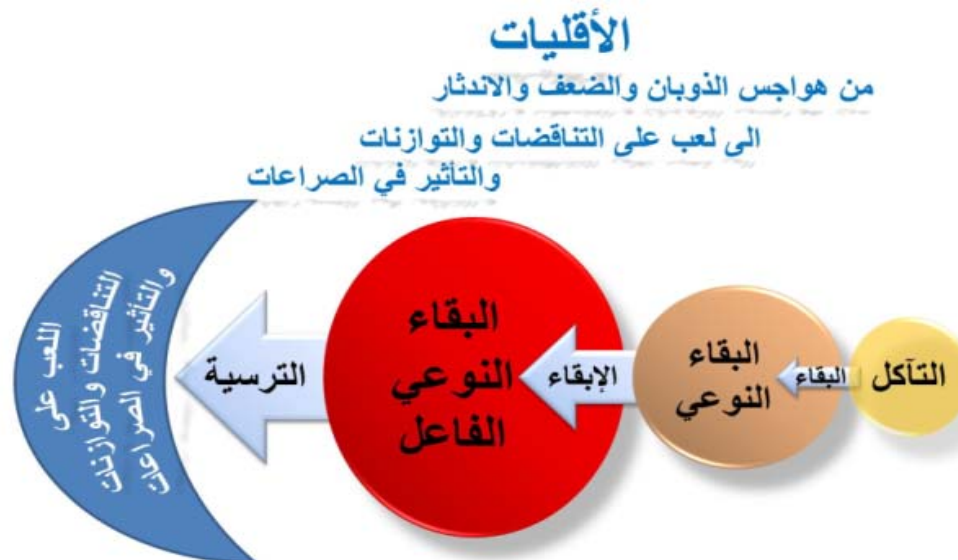 الأقليات
من هواجس الذوبان والضعف والاندثار
الى لعب على التناقضات والتوازنات
والتأثير في الصراعات
التآكل
البقاء
البقاء
النوعي
الإبقاء
البقاء
النوعي
الفاعل
الترسية
اللعب على
التناقضات والتوازنات
والتأثير في الصراعات